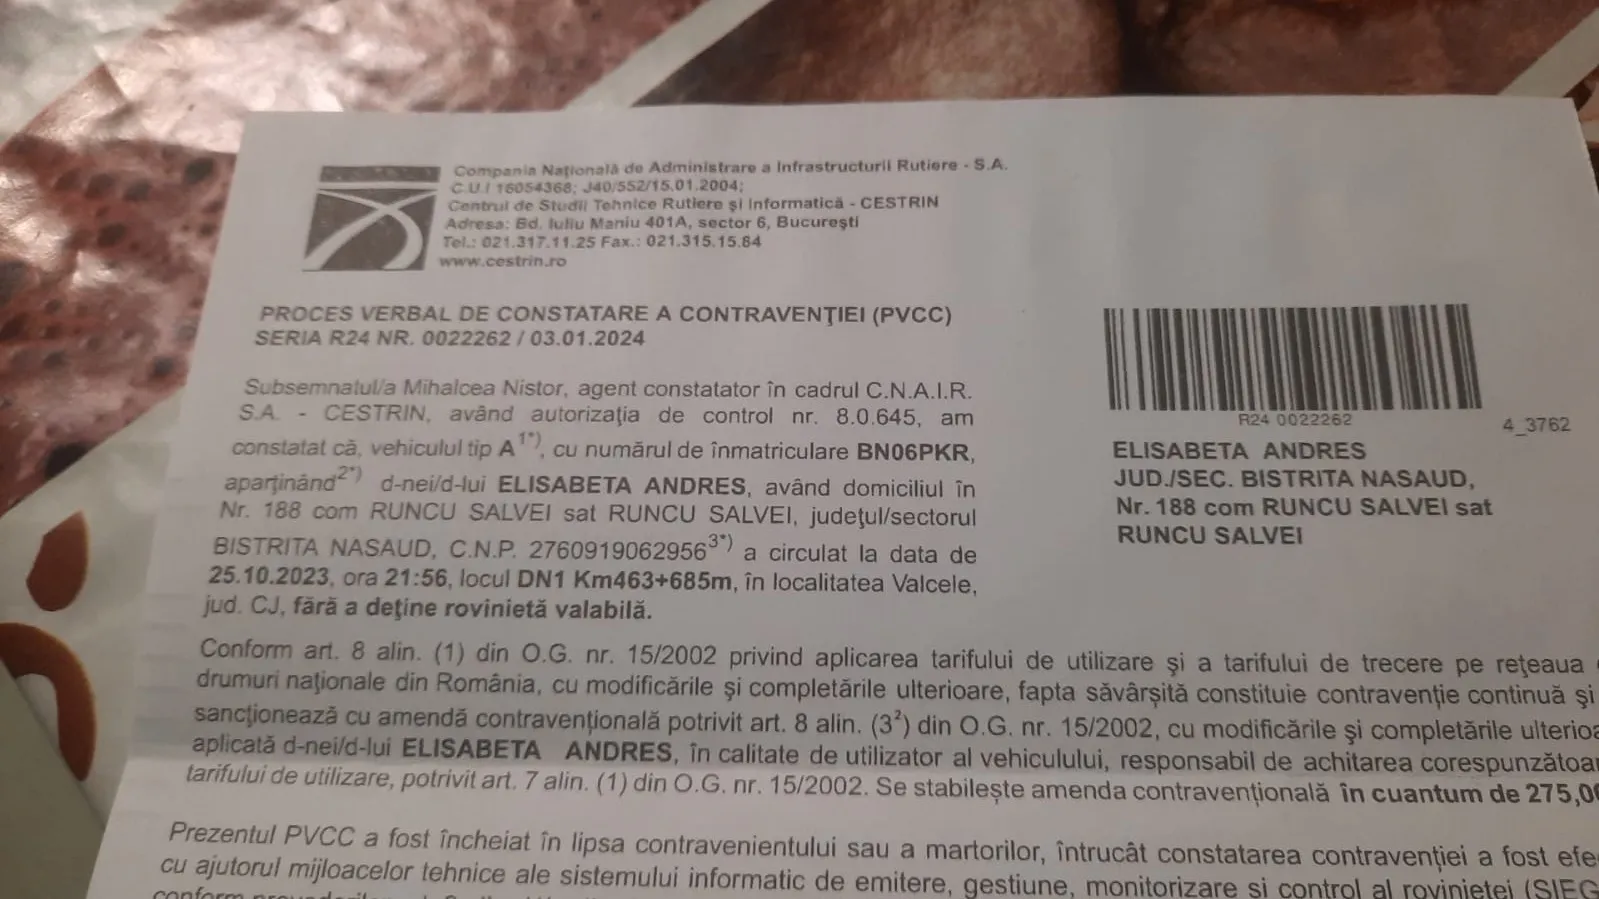 Compania Naţională de Administrare a Infrastructurii Rutiere - S.A.
C.U.I 16054368; J40/552/15.01.2004;
Centrul de Studii Tehnice Rutiere şi Informatică - CESTRIN
Adresa: Bd. Iuliu Maniu 401A, sector 6, Bucureşti
Tel.: 021.317.11.25 Fax.: 021.315.15.64
www.cestrin.ro
PROCES VERBAL DE CONSTATARE A CONTRAVENŢIEI (PVCC)
SERIA R24 NR. 0022262 / 03.01.2024
Subsemnatul/a Mihalcea Nistor, agent constatator în cadrul C.N.A.I.R.
S.A. - CESTRIN, având autorizaţia de control nr. 8.0.645, am
constatat că, vehiculul tip A1*), cu numărul de înmatriculare BN06PKR,
aparţinând2*) d-nei/d-lui ELISABETA ANDRES, având domiciliul în
Nr. 188 com RUNCU SALVEI sat RUNCU SALVEI, judeţul/sectorul
BISTRITA NASAUD, C.N.P. 27609190629563*) a circulat la data de
25.10.2023, ora 21:56, locul DN1 Km463+685m, în localitatea Valcele,
jud. CJ, fără a deţine rovinietă valabilă.
R24 0022262
4_3762
ELISABETA ANDRES
JUD./SEC. BISTRITA NASAUD,
Nr. 188 com RUNCU SALVEI sat
RUNCU SALVEI
Conform art. 8 alin. (1) din O.G. nr. 15/2002 privind aplicarea tarifului de utilizare şi a tarifului de trecere pe reţeaua
drumuri naţionale din România, cu modificările şi completările ulterioare, fapta săvârşită constituie contravenţie continuă şi
sancţionează cu amendă contravenţională potrivit art. 8 alin. (3²) din O.G. nr. 15/2002, cu modificările şi completările ulterioa
aplicată d-nei/d-lui ELISABETA ANDRES, în calitate de utilizator al vehiculului, responsabil de achitarea corespunzătoar
tarifului de utilizare, potrivit art. 7 alin. (1) din O.G. nr. 15/2002. Se stabileşte amenda contravenţională în cuantum de 275,0
Prezentul PVCC a fost încheiat în lipsa contravenientului sau a martorilor, întrucât constatarea contravenţiei a fost efe
cu ajutorul mijloacelor tehnice ale sistemului informatic de emitere, gestiune, monitorizare si control al rovinietei (SIEG